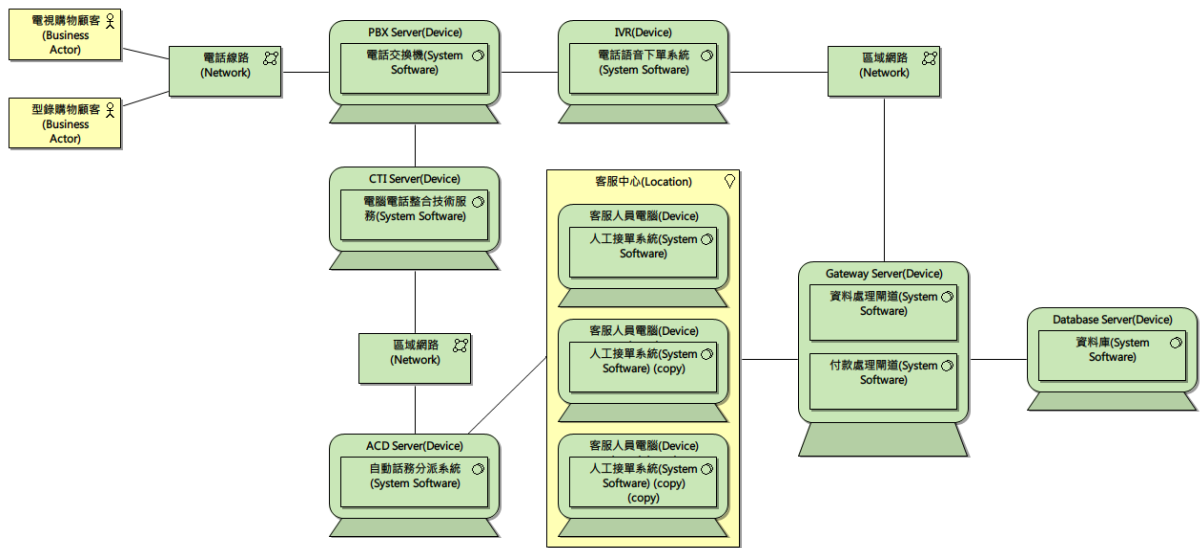 電視購物顧客
(Business
Actor)
型錄購物顧客
(Business
Actor)
電話線路
(Network)
PBX Server(Device)
電話交換機(System
Software)
IVR(Device)
電話語音下單系統
(System Software)
區域網路
(Network)
CTI Server(Device)
電腦電話整合技術服
務(System Software)
區域網路
(Network)
ACD Server(Device)
自動話務分派系統
(System Software)
客服中心(Location)
客服人員電腦(Device)
人工接單系統(System
Software)
客服人員電腦(Device)
人工接單系統(System
Software) (copy)
客服人員電腦(Device)
人工接單系統(System
Software) (copy)
(copy)
Gateway Server(Device)
資料處理閘道(System
Software)
付款處理閘道(System
Software)
Database Server(Device)
資料庫(System
Software)